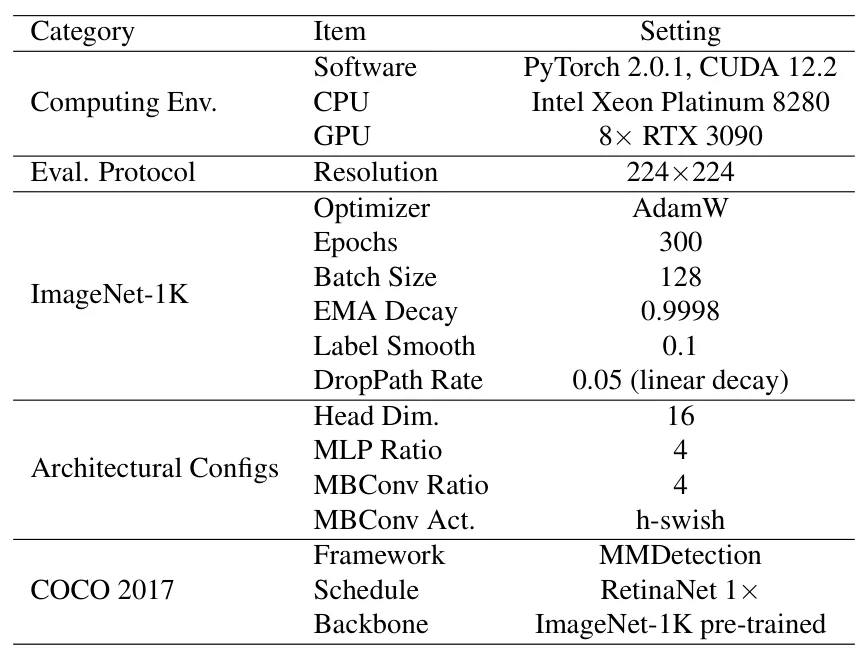 Category Item Setting
Software PyTorch 2.0.1, CUDA 12.2
Computing Env. CPU Intel Xeon Platinum 8280
GPU 8× RTX 3090
Eval. Protocol Resolution 224×224
Optimizer AdamW
Epochs 300
Batch Size 128
ImageNet-1K
EMA Decay 0.9998
Label Smooth 0.1
DropPath Rate 0.05 (linear decay)
Head Dim. 16
MLP Ratio 4
Architectural Configs
MBConv Ratio 4
MBConv Act. h-swish
Framework MMDetection
COCO 2017 Schedule RetinaNet 1×
Backbone ImageNet-1K pre-trained